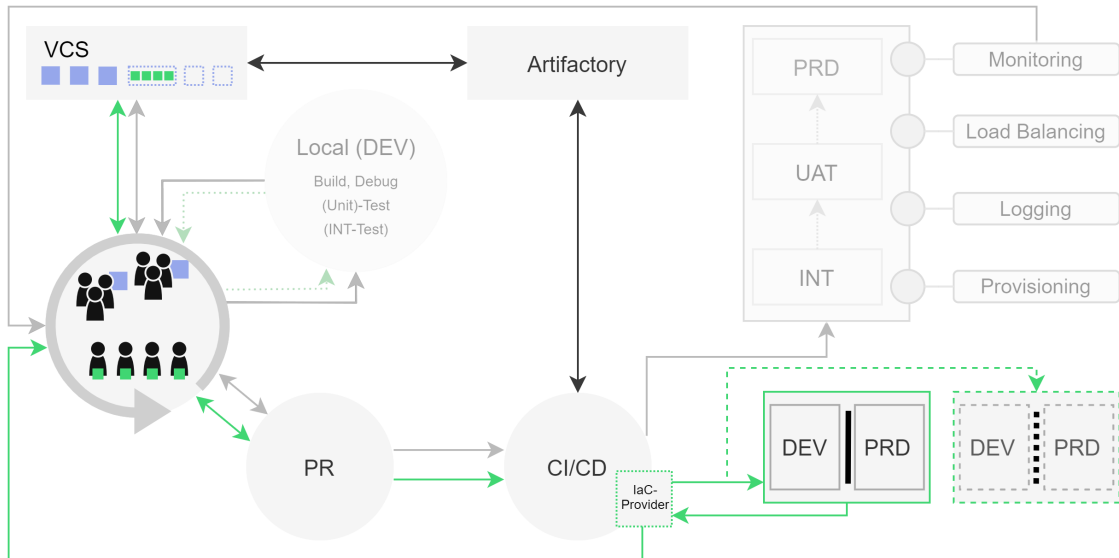 VCS
Artifactory
Local (DEV)
Build, Debug
(Unit)-Test
(INT-Test)
PRD
UAT
INT
Monitoring
Load Balancing
Logging
Provisioning
PR
CI/CD
IaC-
Provider
DEV
PRD
DEV
PRD